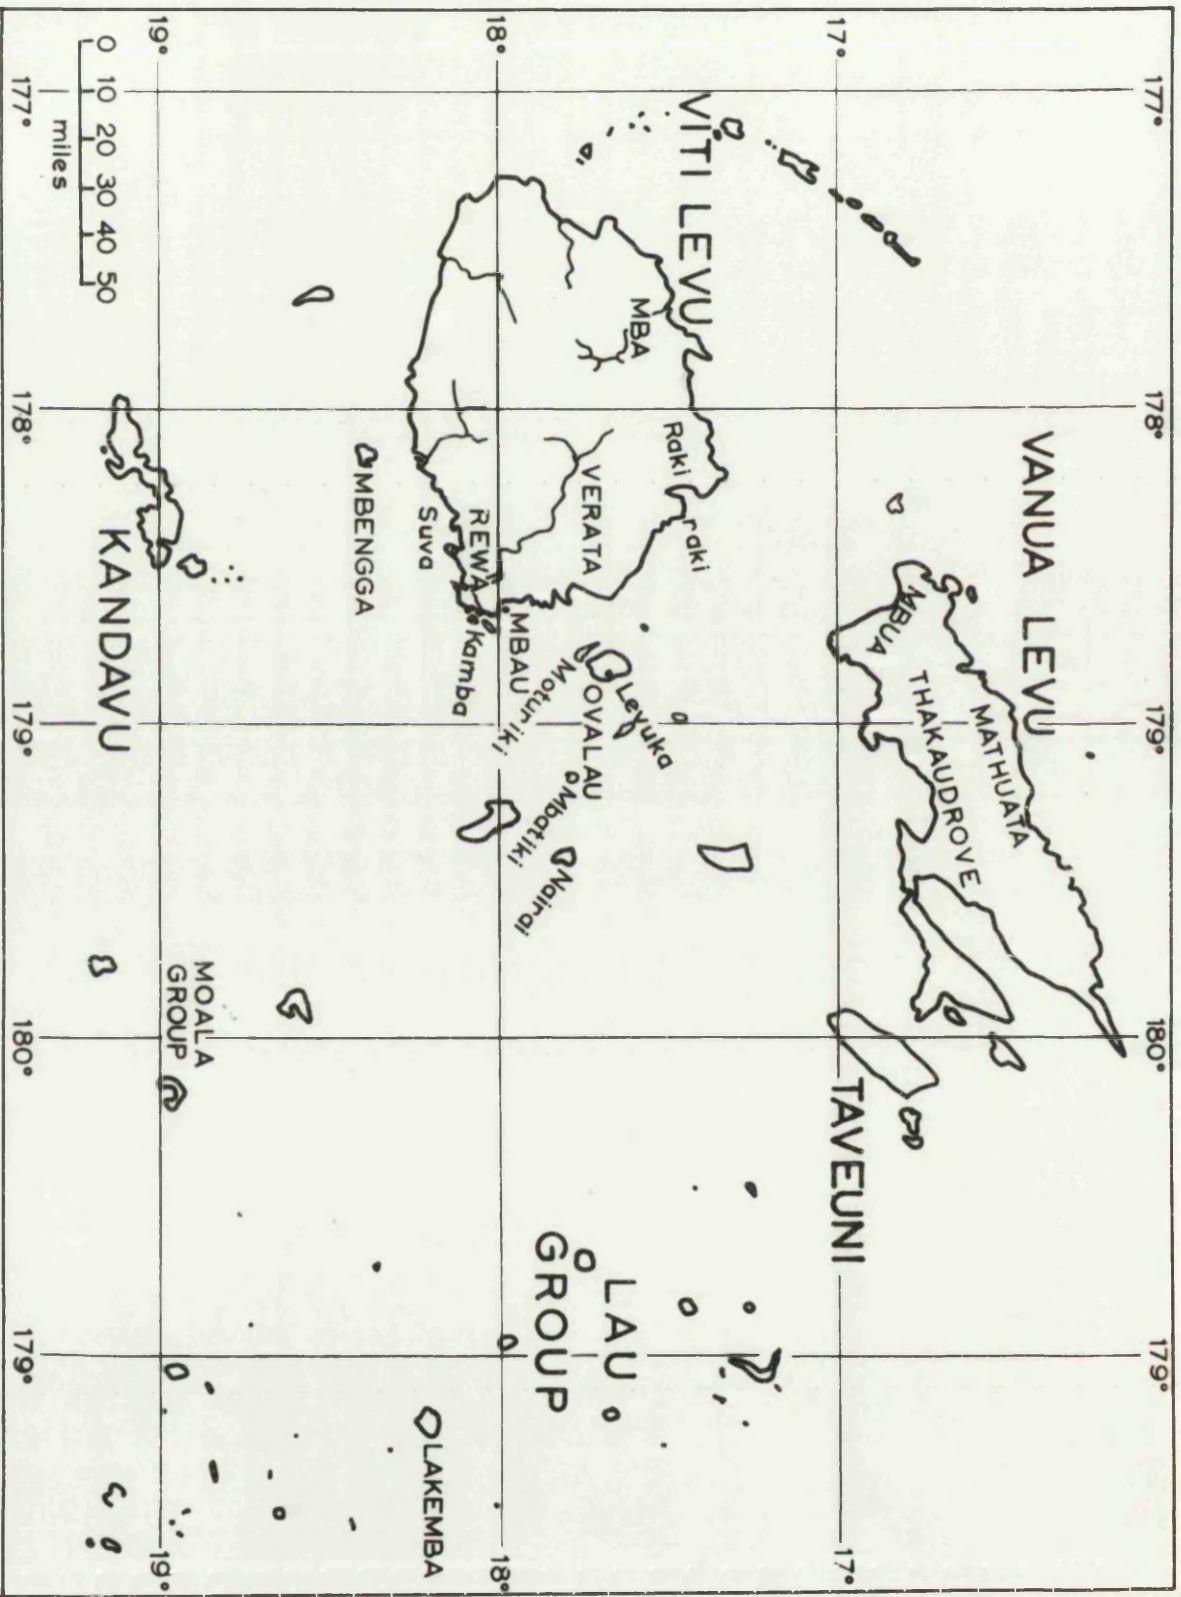 177°
178°
179°
180°
179°
17°
17°
18°
18°
19°
19°
VANUA LEVU
MBUA
MATHUATA
THAKAUDROVE
TAVEUNI
VITI LEVU
MBA
Raki raki
VERATA
REWA
Suva
MBAU
Kamba
Levuka
OVALAU
Moturiki
Mbatiki
Nairai
LAU
GROUP
MBENGGA
LAKEMBA
KANDAVU
MOALA
GROUP
0 10 20 30 40 50
miles
177°
178°
179°
180°
179°